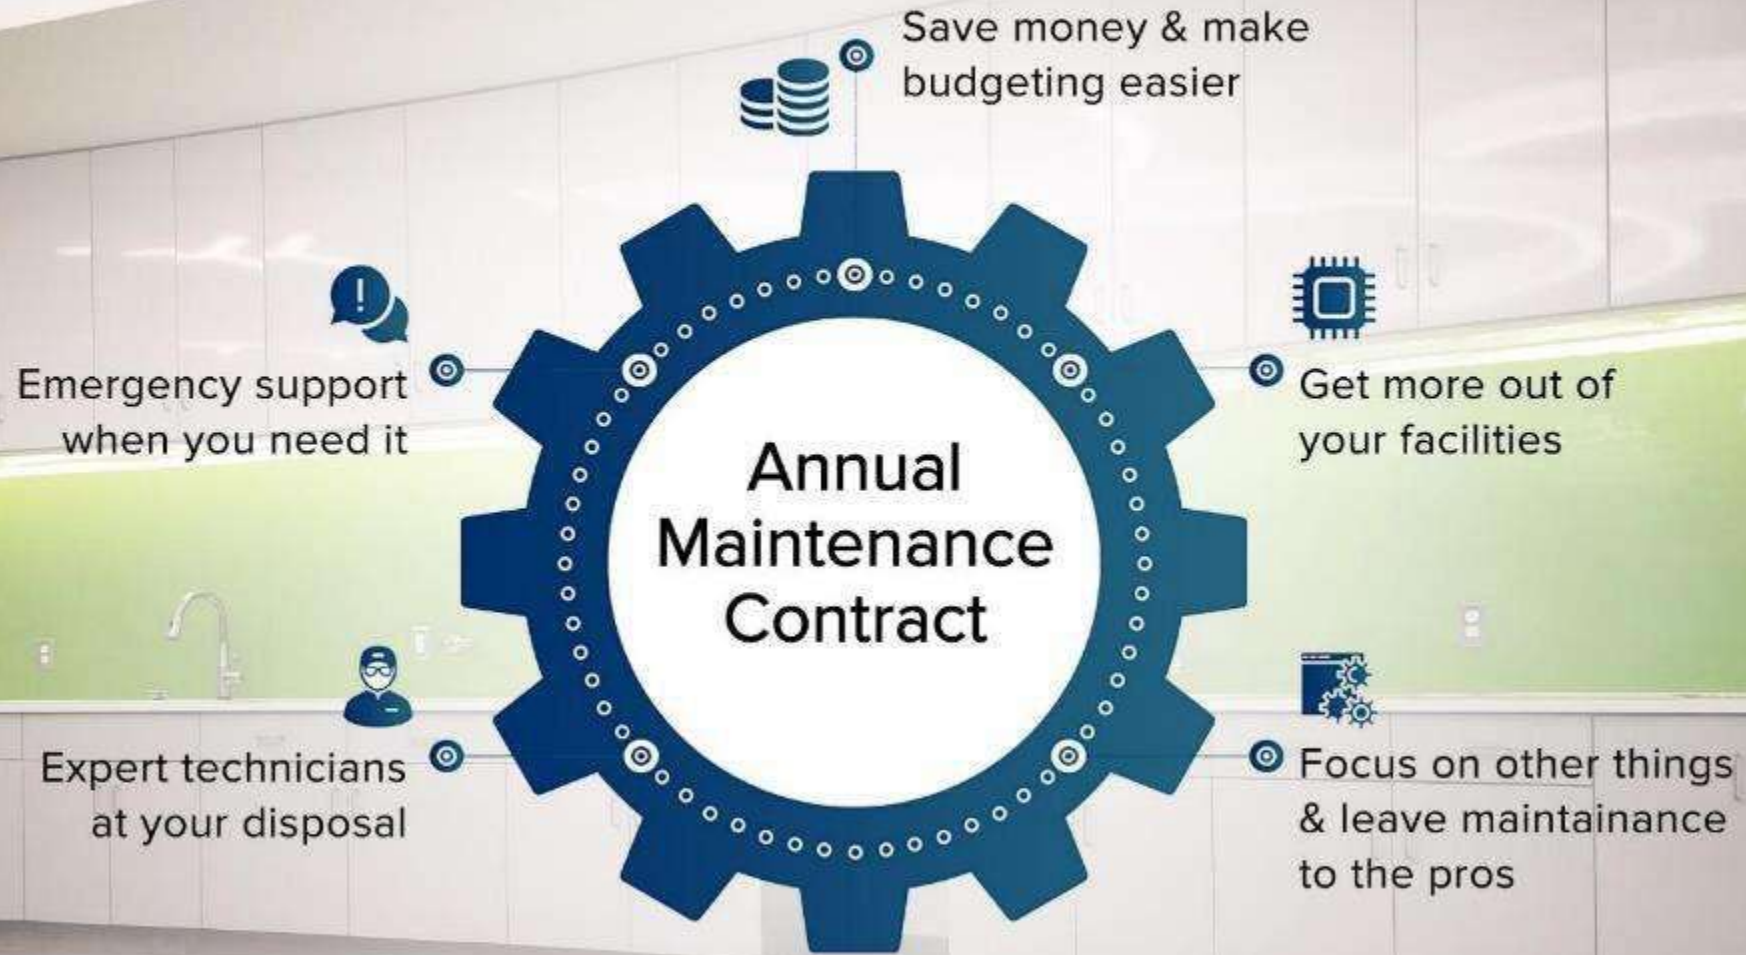 Save money & make
budgeting easier
Emergency support
when you need it
Get more out of
your facilities
Annual
Maintenance
Contract
Expert technicians
at your disposal
Focus on other things
& leave maintainance
to the pros